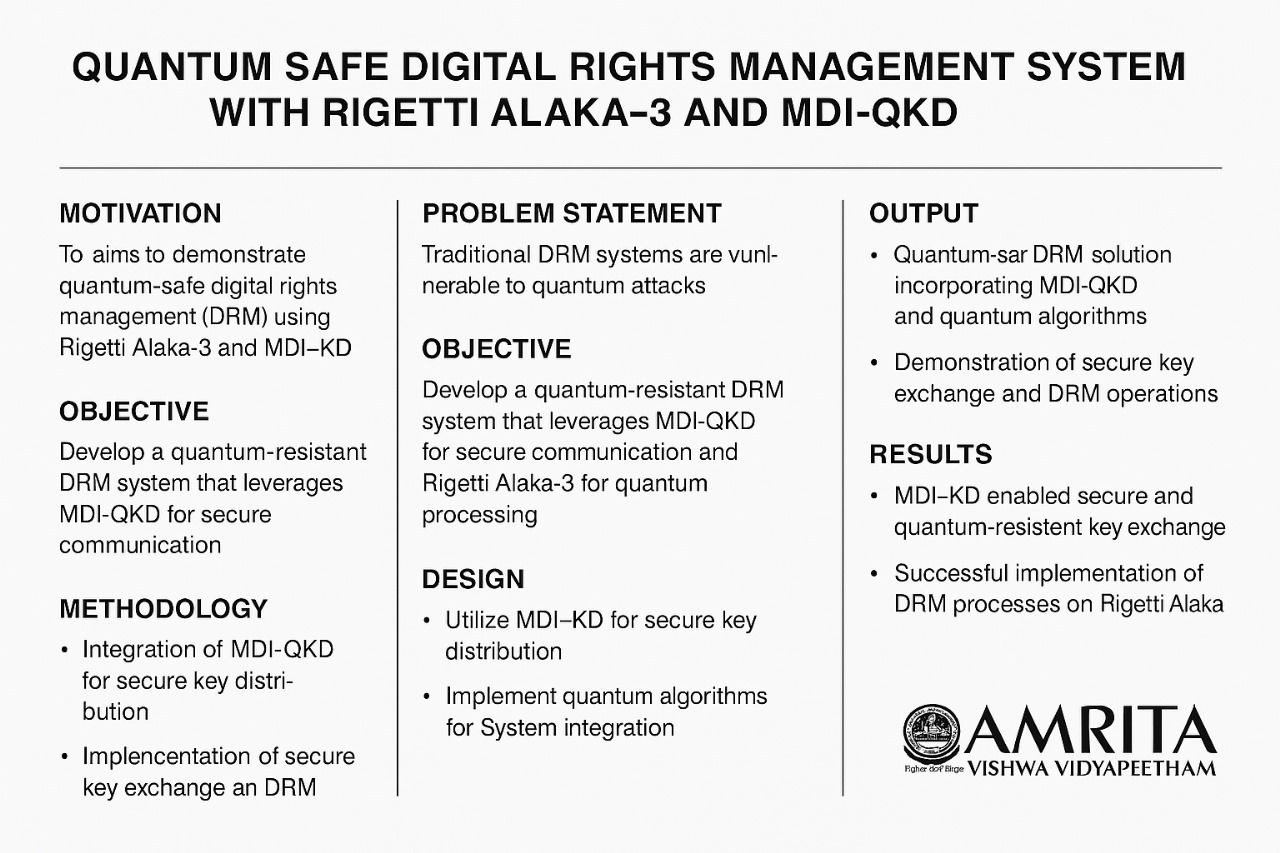 QUANTUM SAFE DIGITAL RIGHTS MANAGEMENT SYSTEM
WITH RIGETTI ALAKA–3 AND MDI-QKD
MOTIVATION
To aims to demonstrate
quantum-safe digital rights
management (DRM) using
Rigetti Alaka-3 and MDI–KD
OBJECTIVE
Develop a quantum-resistant
DRM system that leverages
MDI-QKD for secure
communication
METHODOLOGY
• Integration of MDI-QKD
for secure key distri-
bution
• Implencentation of secure
key exchange an DRM
PROBLEM STATEMENT
Traditional DRM systems are vunl-
nerable to quantum attacks
OBJECTIVE
Develop a quantum-resistant DRM
system that leverages MDI-QKD
for secure communication and
Rigetti Alaka-3 for quantum
processing
DESIGN
• Utilize MDI–KD for secure key
distribution
• Implement quantum algorithms
for System integration
OUTPUT
• Quantum-sar DRM solution
incorporating MDI-QKD
and quantum algorithms
• Demonstration of secure key
exchange and DRM operations
RESULTS
• MDI–KD enabled secure and
quantum-resistent key exchange
• Successful implementation of
DRM processes on Rigetti Alaka
AMRITA
VISHWA VIDYAPEETHAM